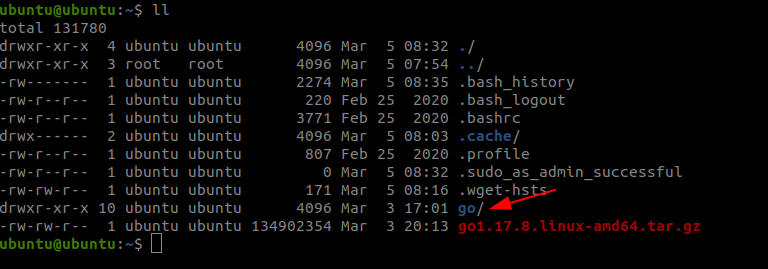 ubuntu@ubuntu:~$ ll
total 131780
drwxr-xr-x  4 ubuntu ubuntu      4096 Mar  5 08:32 ./
drwxr-xr-x  3 root   root        4096 Mar  5 07:54 ../
-rw-------  1 ubuntu ubuntu      2274 Mar  5 08:35 .bash_history
-rw-r--r--  1 ubuntu ubuntu       220 Feb 25  2020 .bash_logout
-rw-r--r--  1 ubuntu ubuntu      3771 Feb 25  2020 .bashrc
drwx------  2 ubuntu ubuntu      4096 Mar  5 08:03 .cache/
-rw-r--r--  1 ubuntu ubuntu       807 Feb 25  2020 .profile
-rw-r--r--  1 ubuntu ubuntu         0 Mar  5 08:32 .sudo_as_admin_successful
-rw-rw-r--  1 ubuntu ubuntu       171 Mar  5 08:16 .wget-hsts
drwxr-xr-x 10 ubuntu ubuntu      4096 Mar  3 17:01 go/
-rw-rw-r--  1 ubuntu ubuntu 134902354 Mar  3 20:13 go1.17.8.linux-amd64.tar.gz
ubuntu@ubuntu:~$